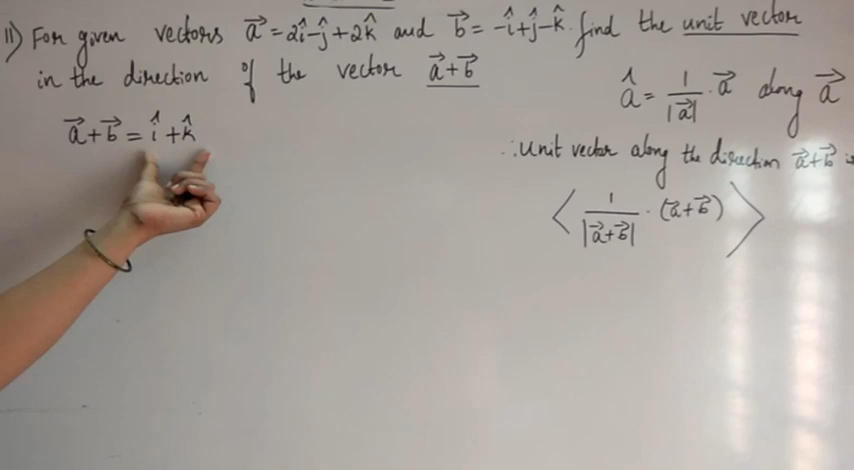 11) For given vectors a⃗ = 2î-ĵ+2k̂ and b⃗ = -î+ĵ-k̂. find the unit vector
in the direction of the vector a⃗+b⃗
a⃗+b⃗ = î+k̂
â = 1/|a⃗| · a⃗ along a⃗
∴ Unit vector along the direction a⃗+b⃗
⟨ 1/|a⃗+b⃗| · (a⃗+b⃗) ⟩